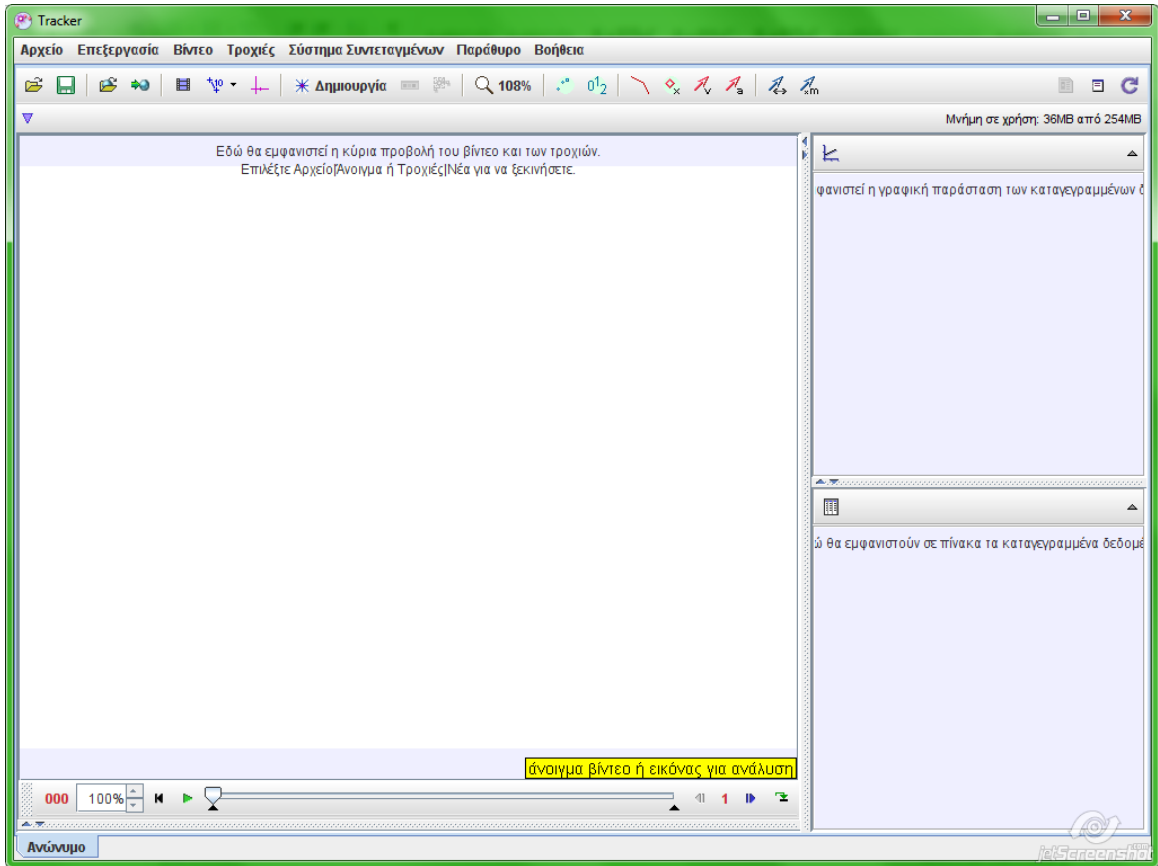 Tracker
Αρχείο Επεξεργασία Βίντεο Τροχιές Σύστημα Συντεταγμένων Παράθυρο Βοήθεια
Δημιουργία 108%
Μνήμη σε χρήση: 36MB από 254MB
Εδώ θα εμφανιστεί η κύρια προβολή του βίντεο και των τροχιών.
Επιλέξτε Αρχείο|Άνοιγμα ή Τροχιές|Νέα για να ξεκινήσετε.
φανιστεί η γραφική παράσταση των καταγεγραμμένων δ
ώ θα εμφανιστούν σε πίνακα τα καταγεγραμμένα δεδομέ
άνοιγμα βίντεο ή εικόνας για ανάλυση
000 100% 1
Ανώνυμο
jetScreenshot